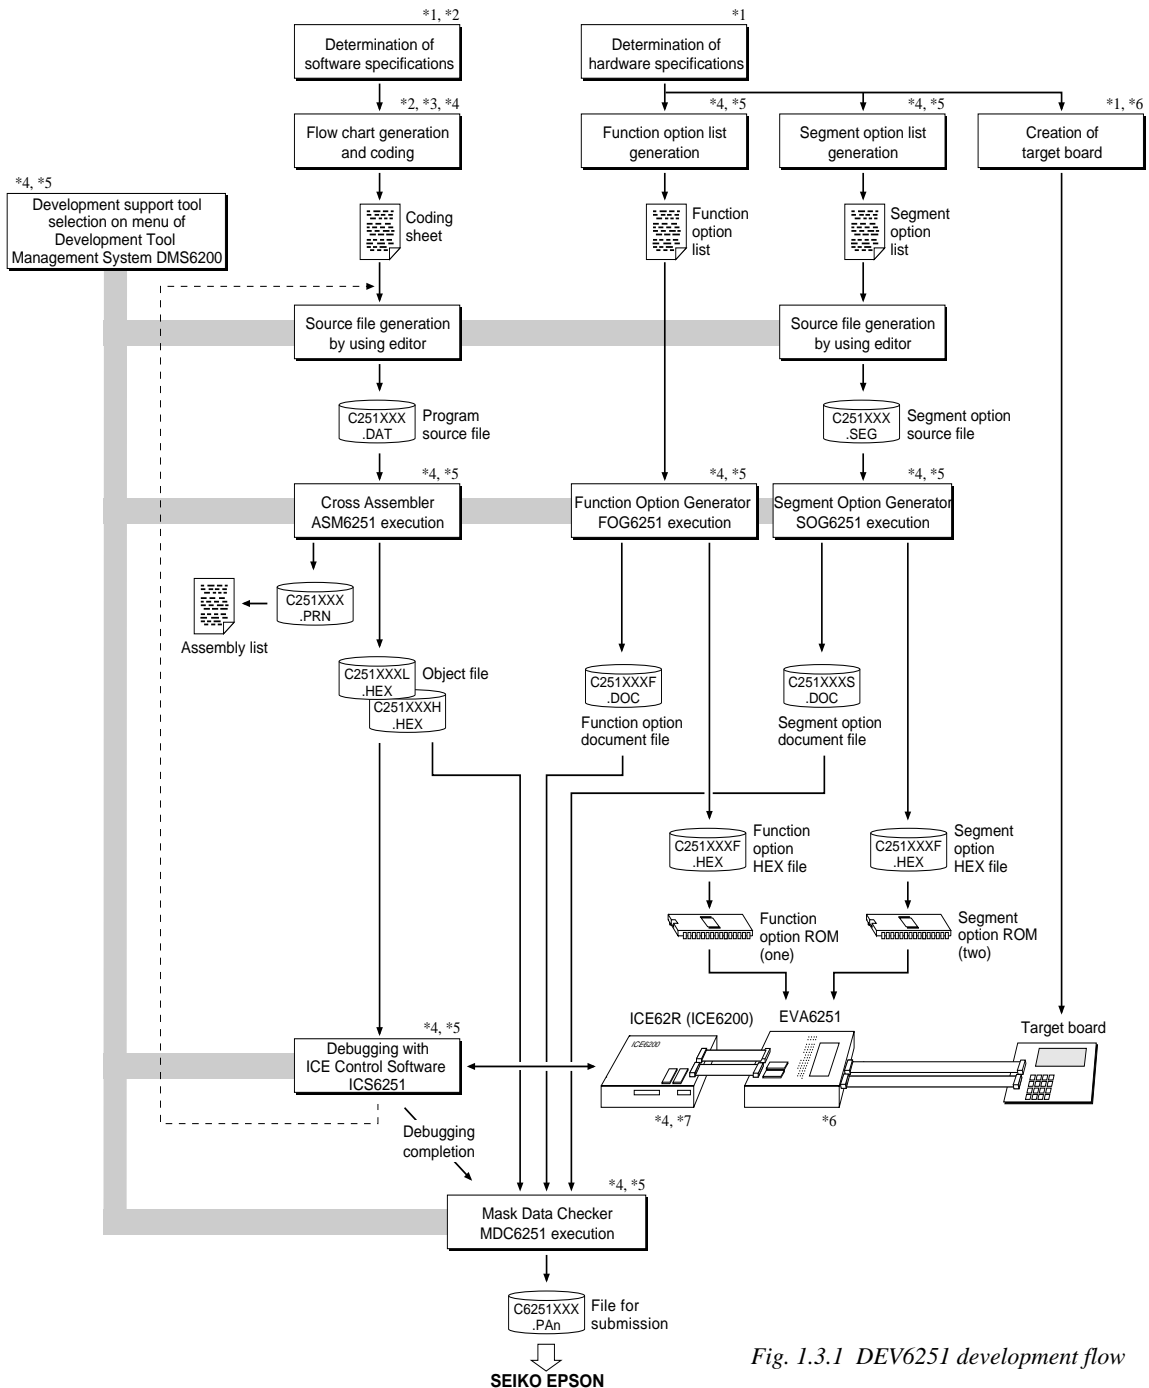 *1, *2
Determination of
software specifications
*1
Determination of
hardware specifications
*2, *3, *4
Flow chart generation
and coding
*4, *5
Function option list
generation
*4, *5
Segment option list
generation
*1, *6
Creation of
target board
*4, *5
Development support tool
selection on menu of
Development Tool
Management System DMS6200
Coding
sheet
Function
option
list
Segment
option
list
Source file generation
by using editor
Source file generation
by using editor
C251XXX
.DAT
Program
source file
C251XXX
.SEG
Segment option
source file
*4, *5
Cross Assembler
ASM6251 execution
*4, *5
Function Option Generator
FOG6251 execution
*4, *5
Segment Option Generator
SOG6251 execution
C251XXX
.PRN
Assembly list
C251XXXL
.HEX
Object file
C251XXXH
.HEX
C251XXXF
.DOC
Function option
document file
C251XXXS
.DOC
Segment option
document file
C251XXXF
.HEX
Function
option
HEX file
C251XXXF
.HEX
Segment
option
HEX file
Function
option ROM
(one)
Segment
option ROM
(two)
ICE62R (ICE6200)
EVA6251
Target board
ICE6200
*4, *5
Debugging with
ICE Control Software
ICS6251
*4, *7
*6
Debugging
completion
*4, *5
Mask Data Checker
MDC6251 execution
C6251XXX
.PAn
File for
submission
SEIKO EPSON
Fig. 1.3.1 DEV6251 development flow